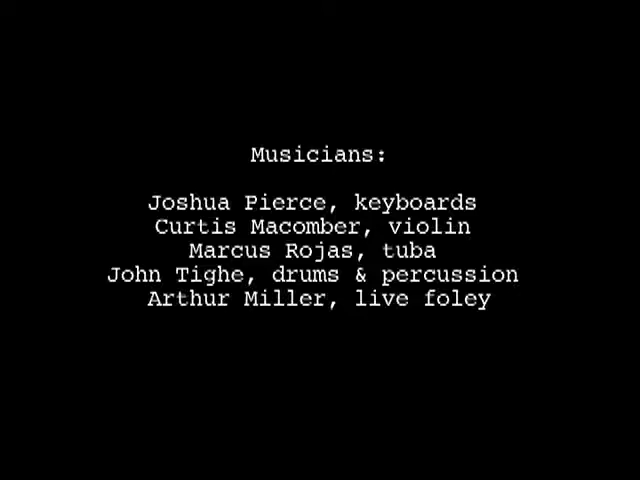 Musicians:
Joshua Pierce, keyboards
Curtis Macomber, violin
Marcus Rojas, tuba
John Tighe, drums & percussion
Arthur Miller, live foley